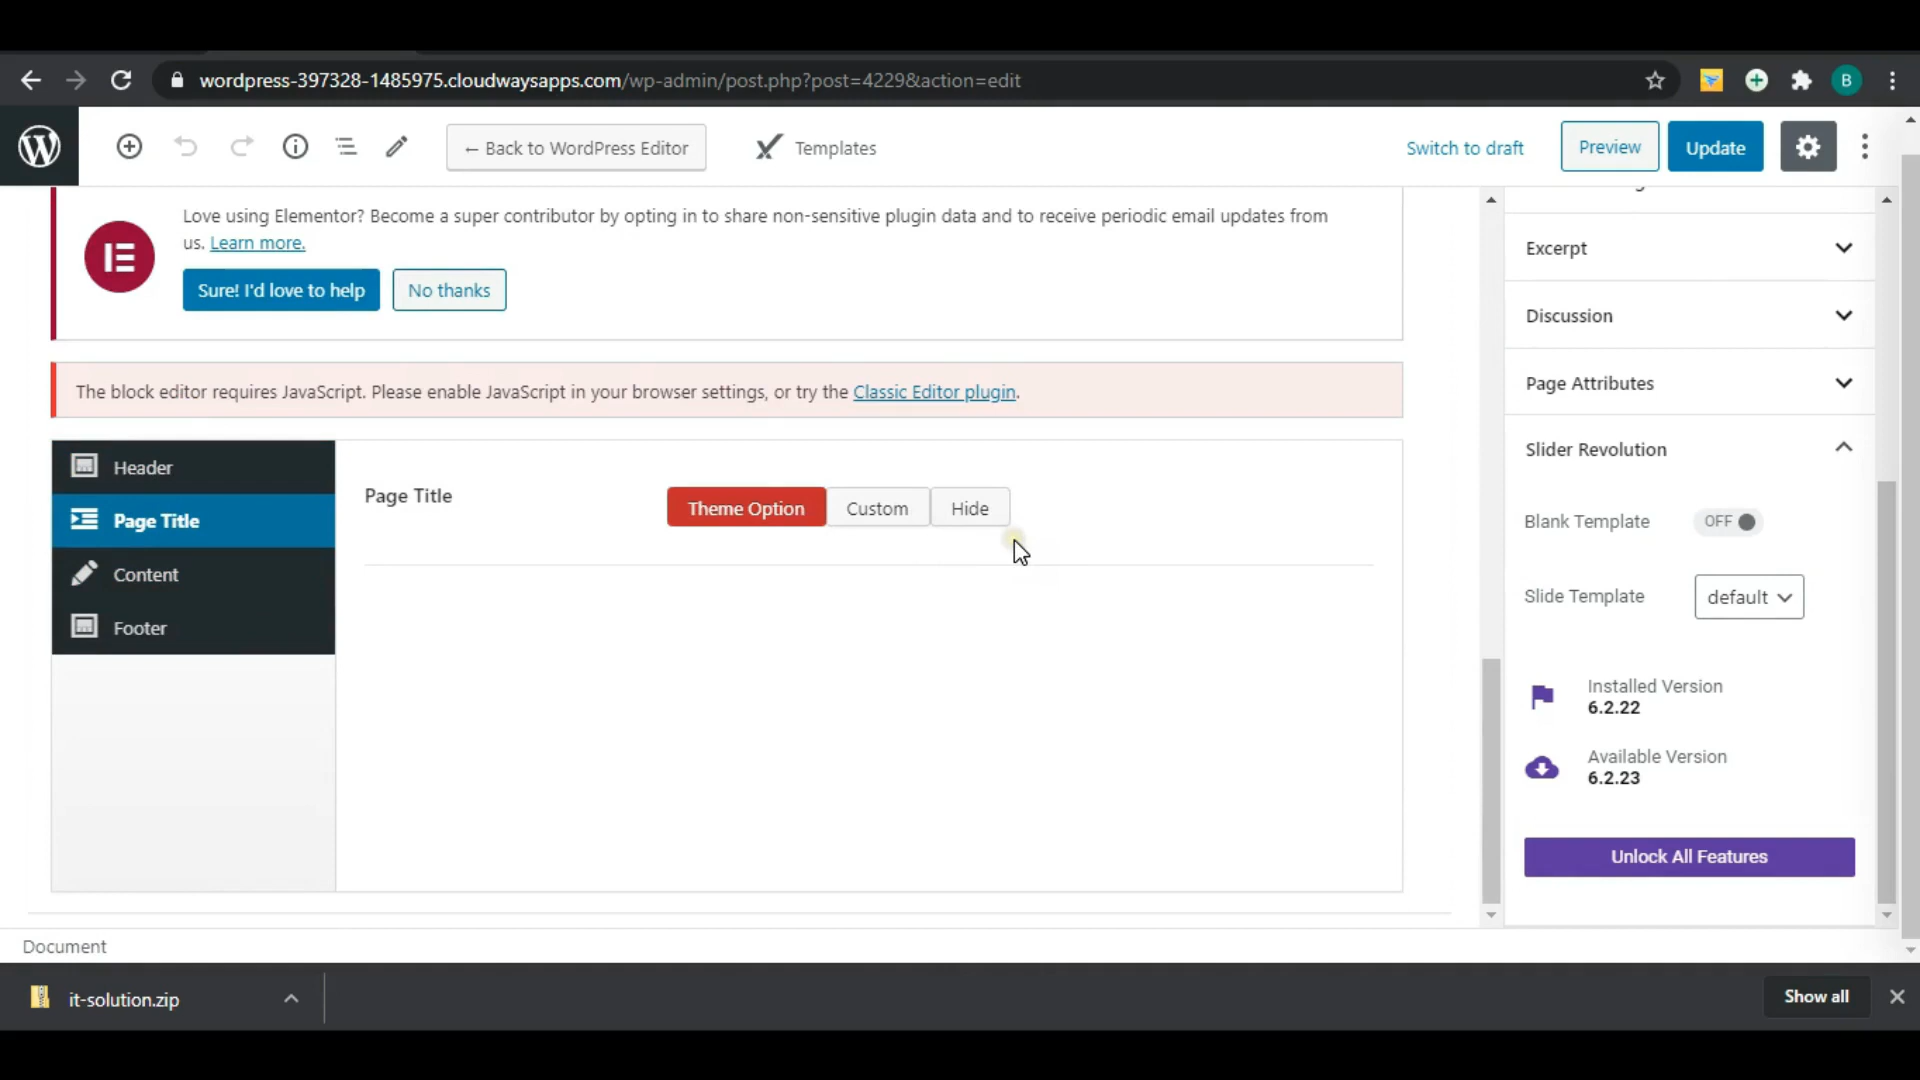 wordpress-397328-1485975.cloudwaysapps.com/wp-admin/post.php?post=4229&action=edit
B
← Back to WordPress Editor
Templates
Switch to draft
Preview
Update
Love using Elementor? Become a super contributor by opting in to share non-sensitive plugin data and to receive periodic email updates from
us. Learn more.
Sure! I'd love to help
No thanks
The block editor requires JavaScript. Please enable JavaScript in your browser settings, or try the Classic Editor plugin.
Header
Page Title
Content
Footer
Page Title
Theme Option
Custom
Hide
Excerpt
Discussion
Page Attributes
Slider Revolution
Blank Template
OFF
Slide Template
default
Installed Version
6.2.22
Available Version
6.2.23
Unlock All Features
Document
it-solution.zip
Show all